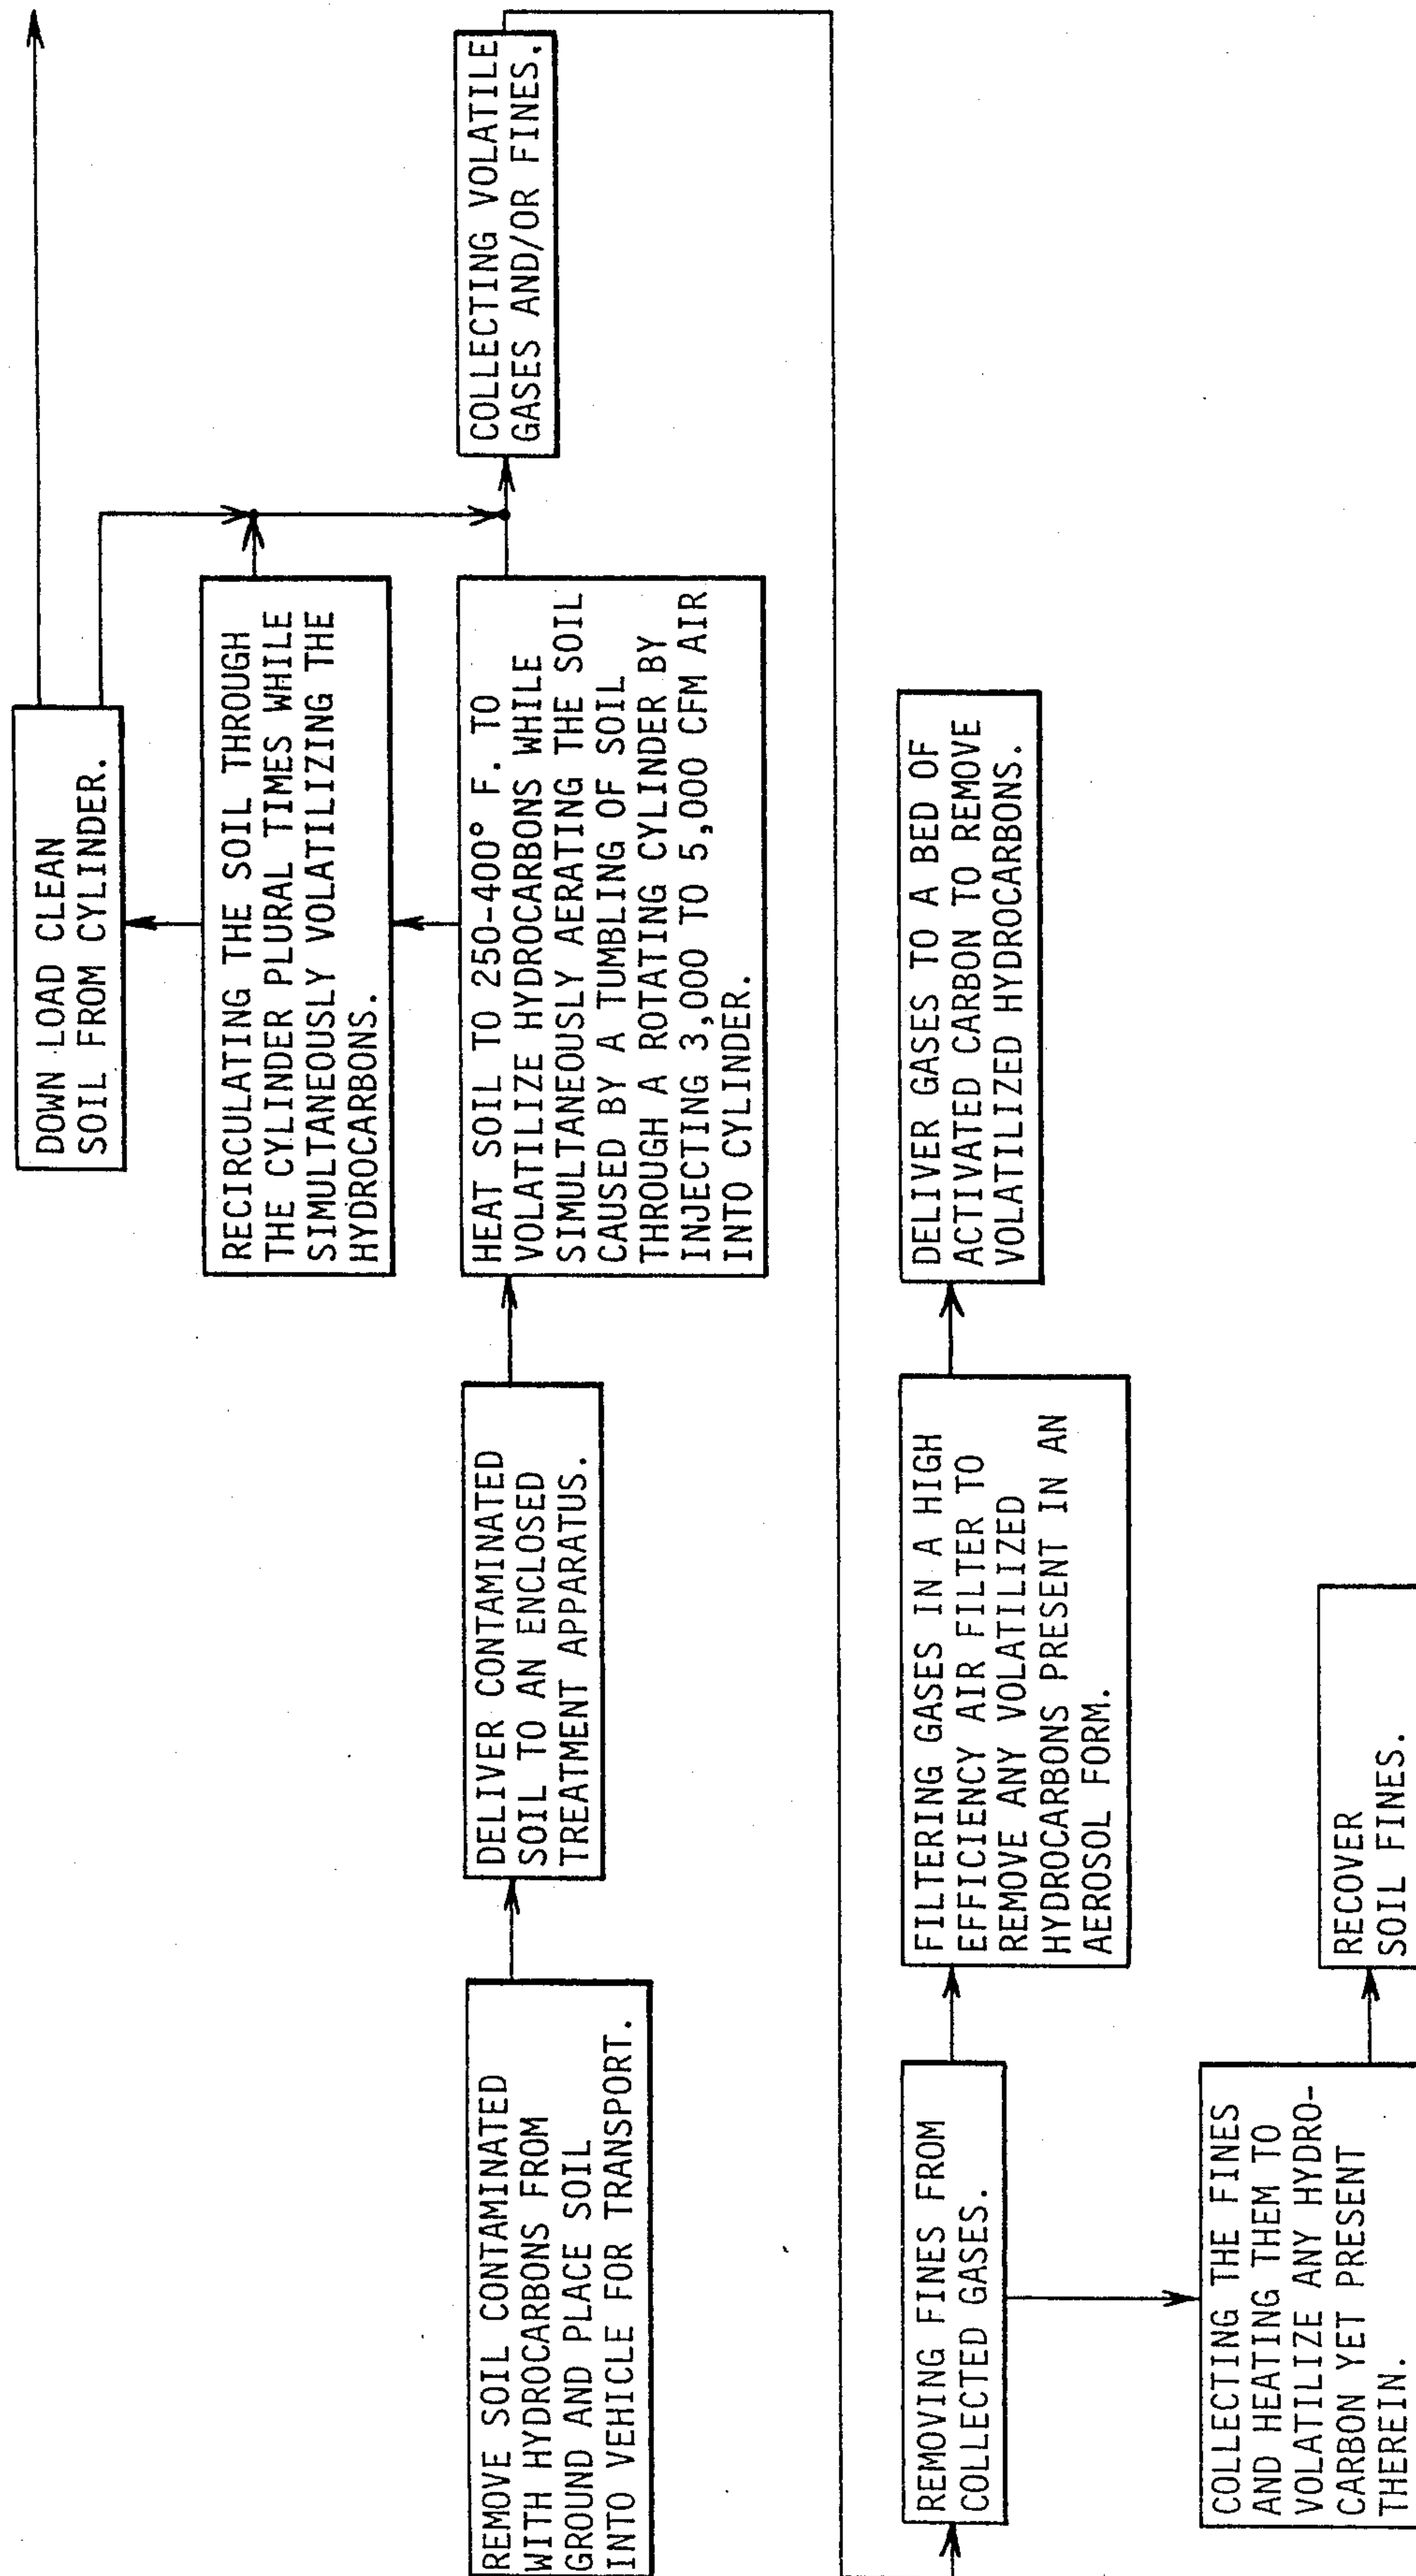 REMOVE SOIL CONTAMINATED
WITH HYDROCARBONS FROM
GROUND AND PLACE SOIL
INTO VEHICLE FOR TRANSPORT.
DELIVER CONTAMINATED
SOIL TO AN ENCLOSED
TREATMENT APPARATUS.
HEAT SOIL TO 250-400° F. TO
VOLATILIZE HYDROCARBONS WHILE
SIMULTANEOUSLY AERATING THE SOIL
CAUSED BY A TUMBLING OF SOIL
THROUGH A ROTATING CYLINDER BY
INJECTING 3,000 TO 5,000 CFM AIR
INTO CYLINDER.
RECIRCULATING THE SOIL THROUGH
THE CYLINDER PLURAL TIMES WHILE
SIMULTANEOUSLY VOLATILIZING THE
HYDROCARBONS.
DOWN LOAD CLEAN
SOIL FROM CYLINDER.
COLLECTING VOLATILE
GASES AND/OR FINES.
REMOVING FINES FROM
COLLECTED GASES.
FILTERING GASES IN A HIGH
EFFICIENCY AIR FILTER TO
REMOVE ANY VOLATILIZED
HYDROCARBONS PRESENT IN AN
AEROSOL FORM.
DELIVER GASES TO A BED OF
ACTIVATED CARBON TO REMOVE
VOLATILIZED HYDROCARBONS.
COLLECTING THE FINES
AND HEATING THEM TO
VOLATILIZE ANY HYDRO-
CARBON YET PRESENT
THEREIN.
RECOVER
SOIL FINES.